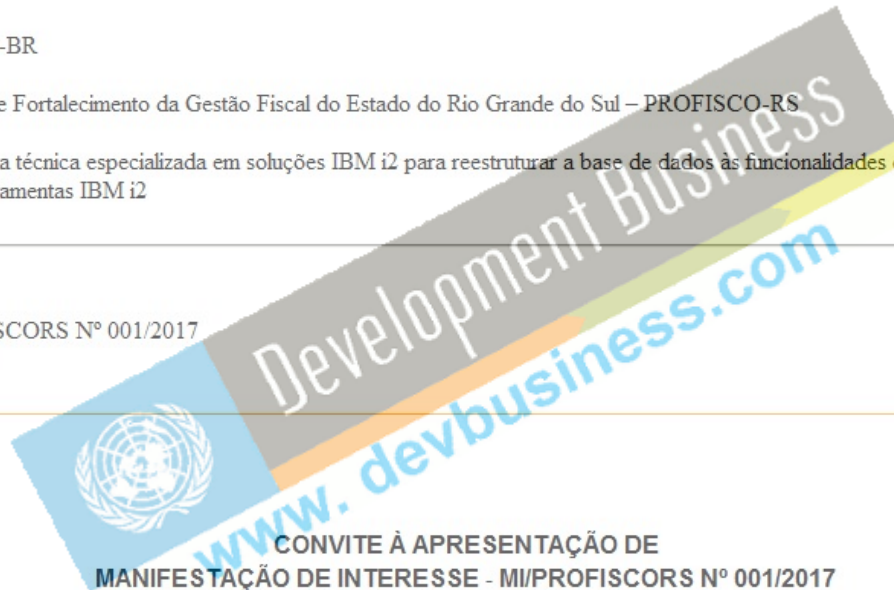 -BR
e Fortalecimento da Gestão Fiscal do Estado do Rio Grande do Sul – PROFISCO-RS
a técnica especializada em soluções IBM i2 para reestruturar a base de dados às funcionalidades
amentas IBM i2
SCORS Nº 001/2017
Development Business
www.devbusiness.com
CONVITE À APRESENTAÇÃO DE
MANIFESTAÇÃO DE INTERESSE - MI/PROFISCORS Nº 001/2017